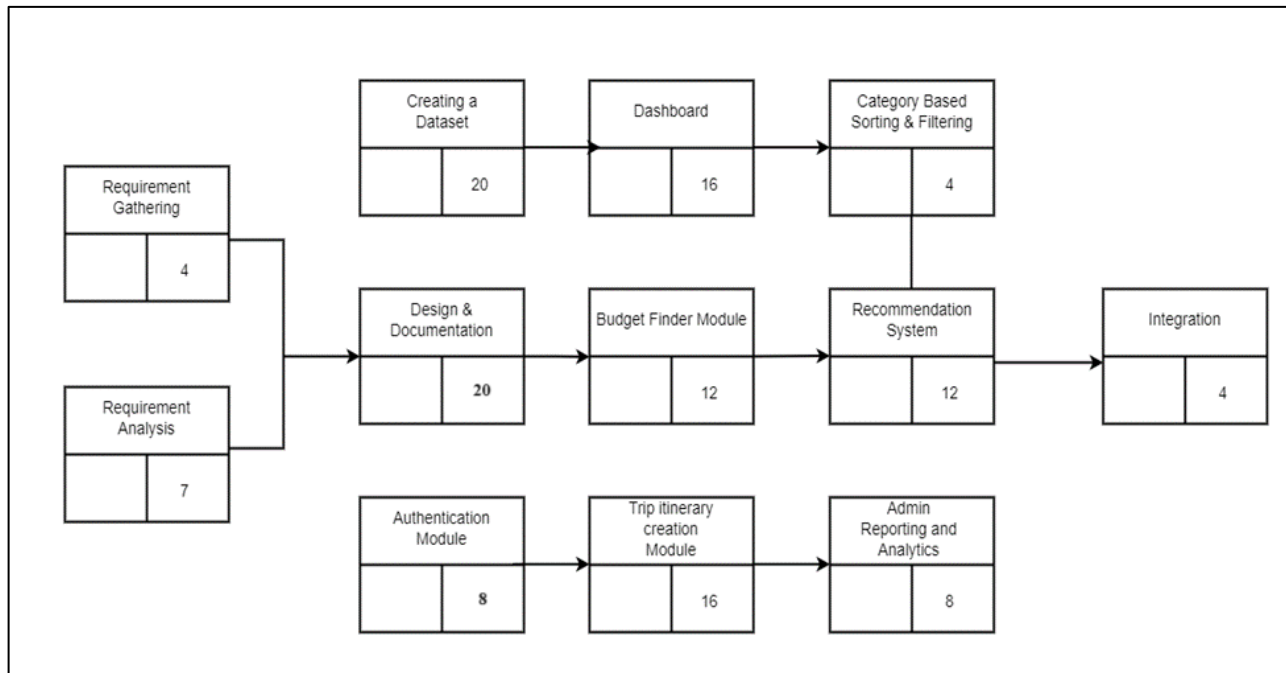 Creating a
Dataset
20
Dashboard
16
Category Based
Sorting & Filtering
4
Requirement
Gathering
4
Requirement
Analysis
7
Design &
Documentation
20
Budget Finder Module
12
Recommendation
System
12
Integration
4
Authentication
Module
8
Trip itinerary
creation
Module
16
Admin
Reporting and
Analytics
8